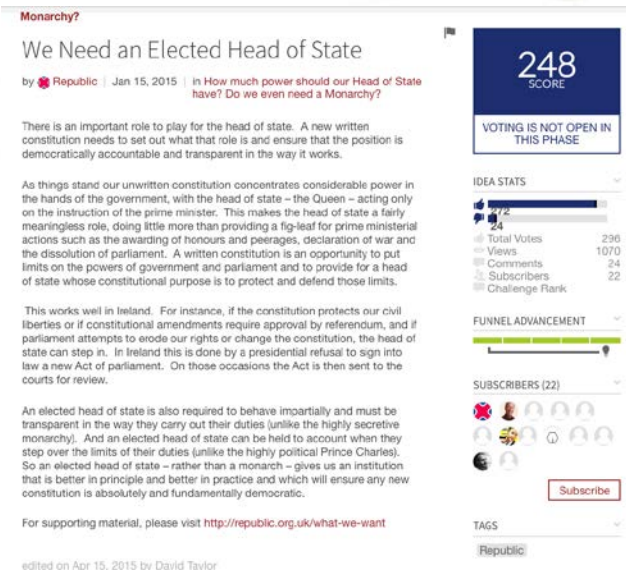 Monarchy?
We Need an Elected Head of State
by Republic | Jan 15, 2015 | in How much power should our Head of State
have? Do we even need a Monarchy?
There is an important role to play for the head of state. A new written
constitution needs to set out what that role is and ensure that the position is
democratically accountable and transparent in the way it works.
As things stand our unwritten constitution concentrates considerable power in
the hands of the government, with the head of state – the Queen – acting only
on the instruction of the prime minister. This makes the head of state a fairly
meaningless role, doing little more than providing a fig-leaf for prime ministerial
actions such as the awarding of honours and peerages, declaration of war and
the dissolution of parliament. A written constitution is an opportunity to put
limits on the powers of government and parliament and to provide for a head
of state whose constitutional purpose is to protect and defend those limits.
This works well in Ireland. For instance, if the constitution protects our civil
liberties or if constitutional amendments require approval by referendum, and if
parliament attempts to erode our rights or change the constitution, the head of
state can step in. In Ireland this is done by a presidential refusal to sign into
law a new Act of parliament. On those occasions the Act is then sent to the
courts for review.
An elected head of state is also required to behave impartially and must be
transparent in the way they carry out their duties (unlike the highly secretive
monarchy). And an elected head of state can be held to account when they
step over the limits of their duties (unlike the highly political Prince Charles).
So an elected head of state – rather than a monarch – gives us an institution
that is better in principle and better in practice and which will ensure any new
constitution is absolutely and fundamentally democratic.
For supporting material, please visit http://republic.org.uk/what-we-want
edited on Apr 15, 2015 by David Taylor
248
SCORE
VOTING IS NOT OPEN IN
THIS PHASE
IDEA STATS
272
24
Total Votes 296
Views 1070
Comments 24
Subscribers 22
Challenge Rank
FUNNEL ADVANCEMENT
SUBSCRIBERS (22)
Subscribe
TAGS
Republic